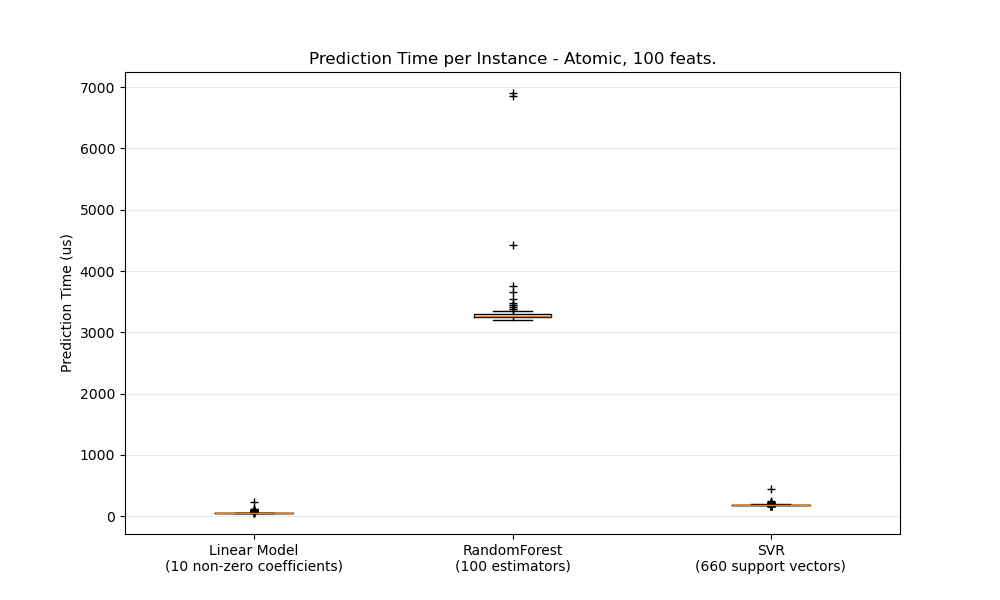 Prediction Time per Instance - Atomic, 100 feats.
Prediction Time (us)
7000
6000
5000
4000
3000
2000
1000
0
Linear Model
(10 non-zero coefficients)
RandomForest
(100 estimators)
SVR
(660 support vectors)